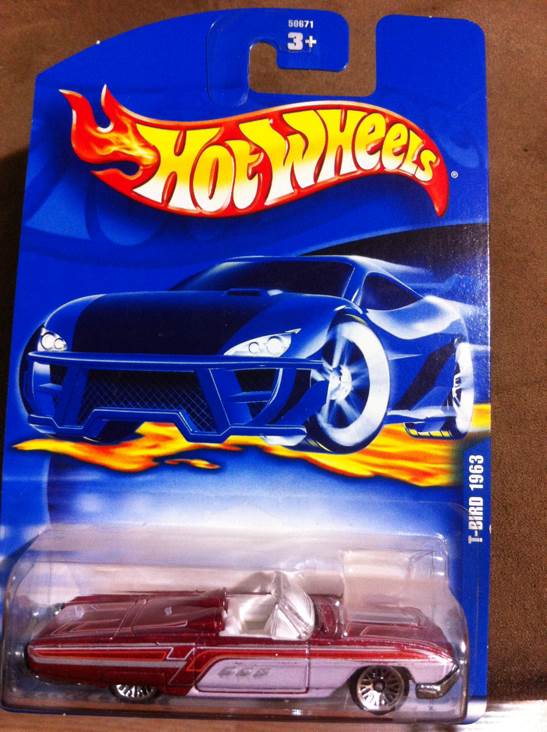 50671
3+
HOT WHEELS ®
T-BIRD 1963